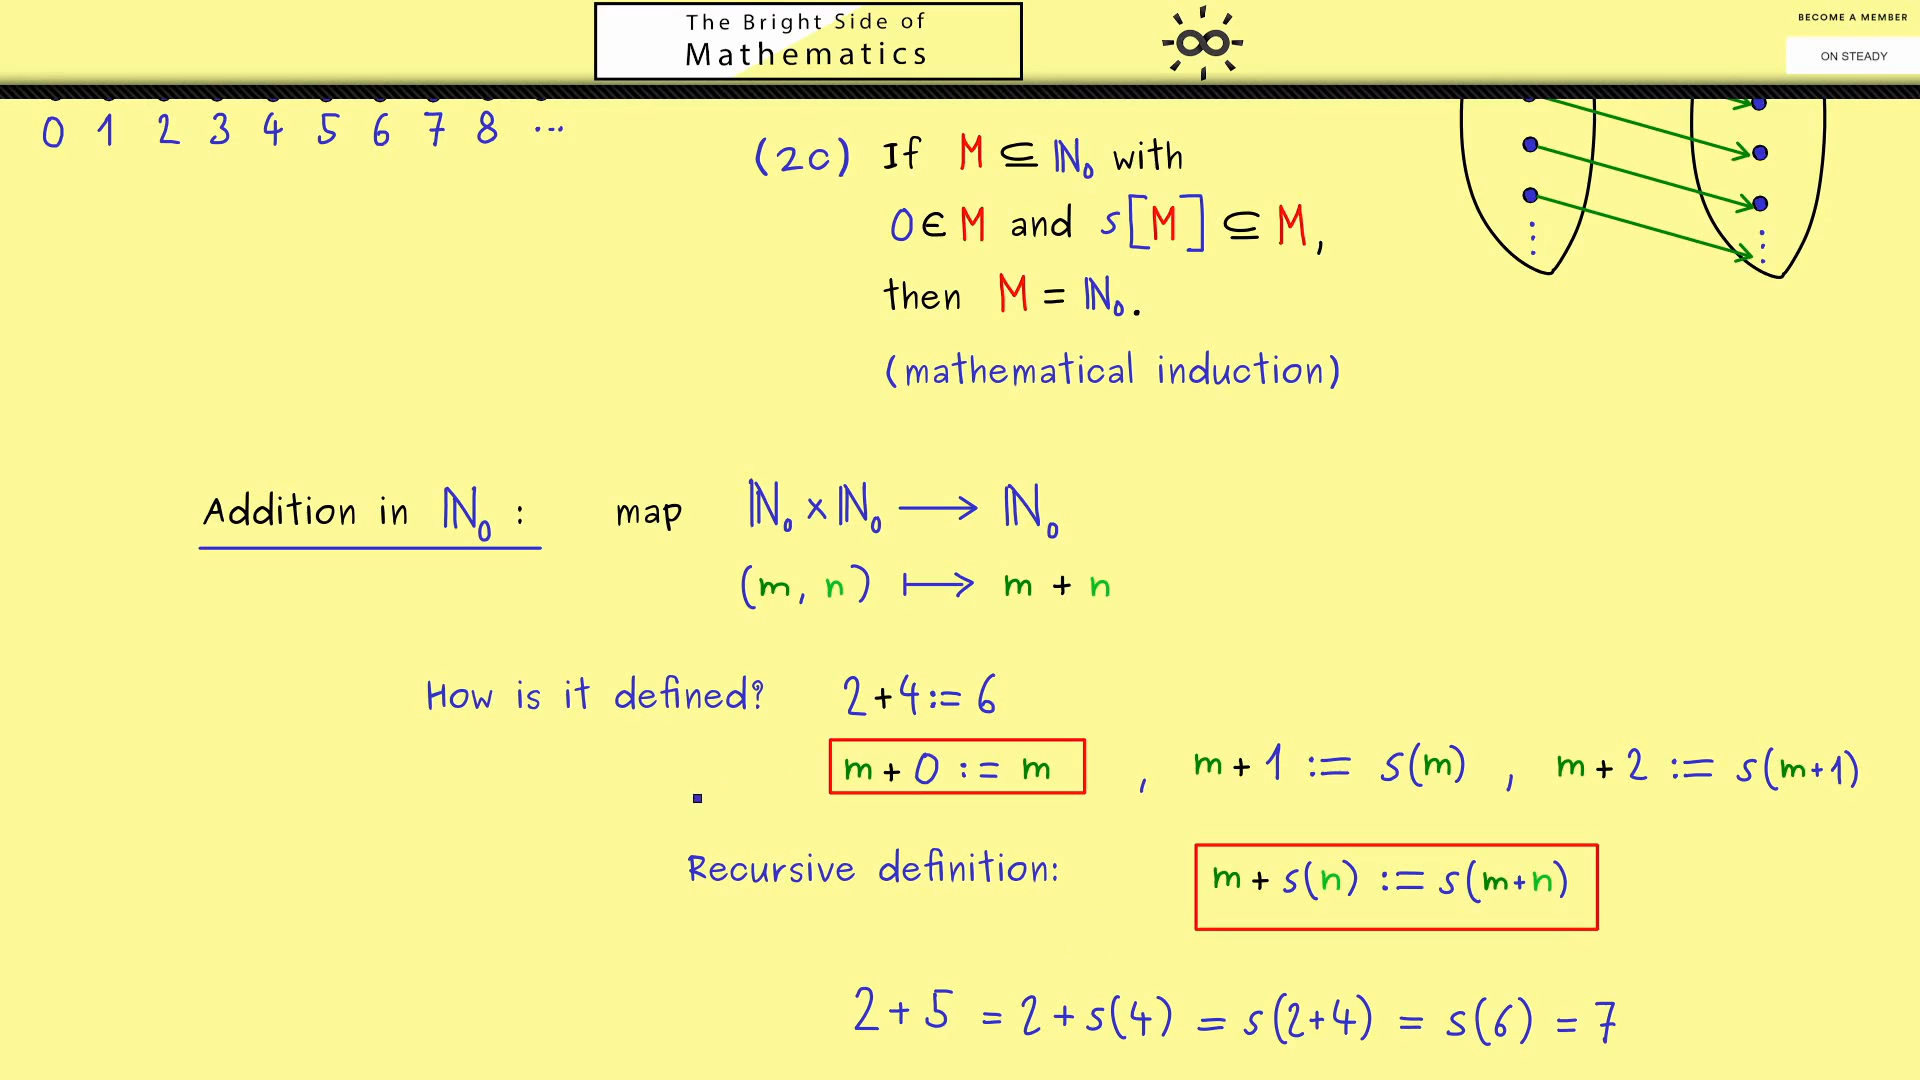 The Bright Side of
Mathematics
BECOME A MEMBER
ON STEADY
0 1 2 3 4 5 6 7 8 ...
(2c) If M ⊆ ℕ₀ with
0 ∈ M and s[M] ⊆ M,
then M = ℕ₀.
(mathematical induction)
Addition in ℕ₀ : map ℕ₀ × ℕ₀ ⟶ ℕ₀
(m, n) ⟼ m + n
How is it defined? 2 + 4 := 6
m + 0 := m , m + 1 := s(m) , m + 2 := s(m+1)
Recursive definition: m + s(n) := s(m+n)
2 + 5 = 2 + s(4) = s(2+4) = s(6) = 7